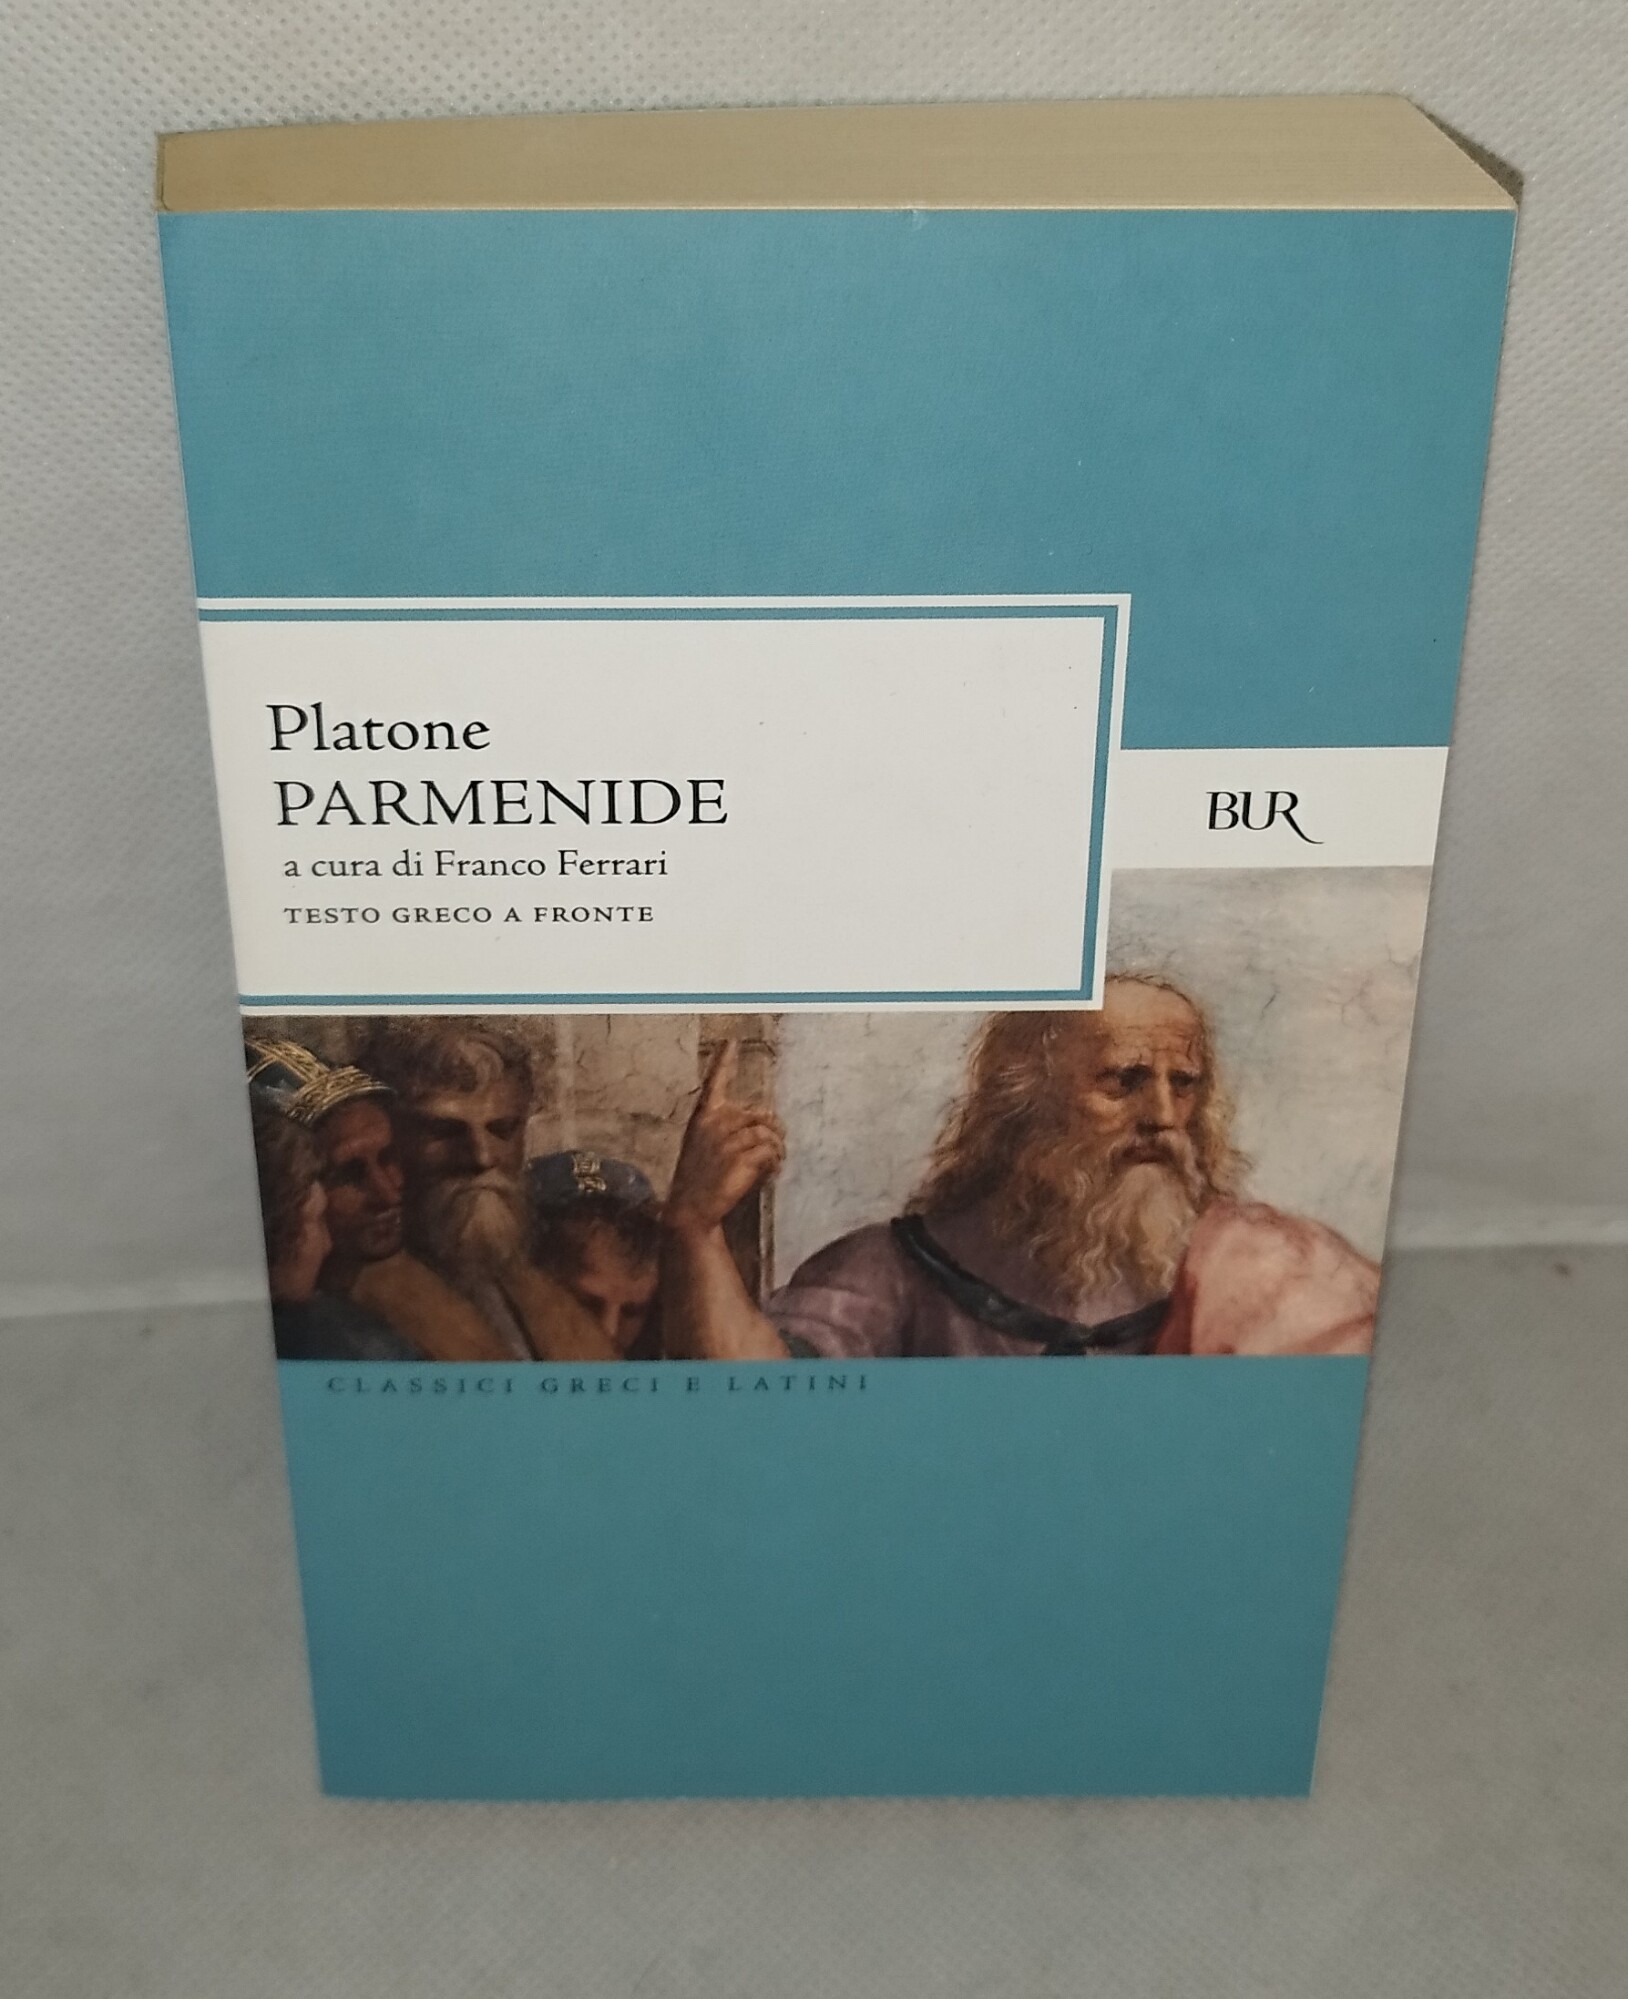 Platone
PARMENIDE
a cura di Franco Ferrari
TESTO GRECO A FRONTE
BUR
CLASSICI GRECI E LATINI